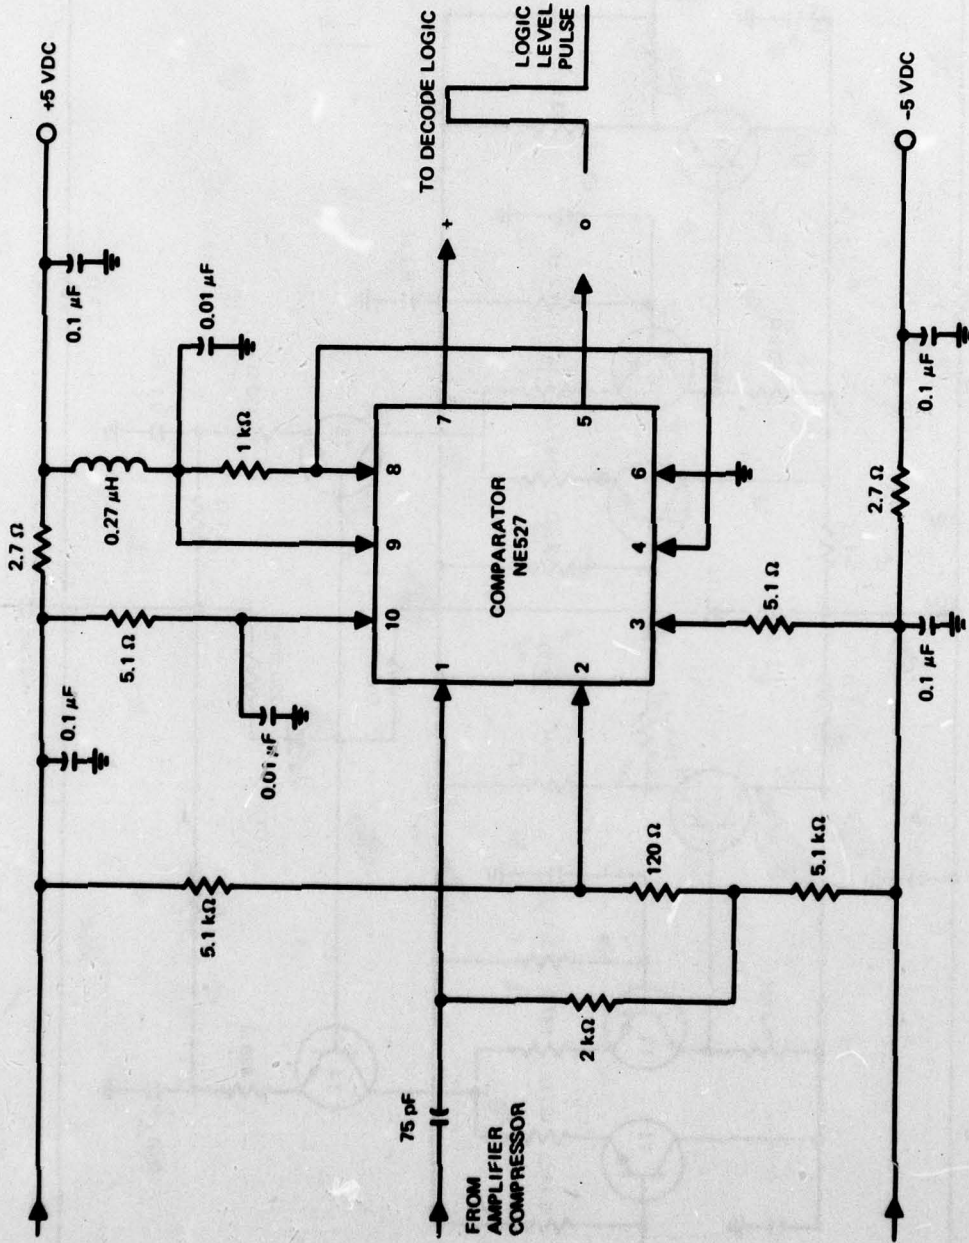 +5 VDC
2.7 Ω
0.1 µF
0.27 µH
0.01 µF
5.1 Ω
1 kΩ
0.1 µF
0.01 µF
5.1 kΩ
10
9
8
1
7
TO DECODE LOGIC
+
LOGIC
LEVEL
PULSE
COMPARATOR
NE527
2
5
o
3
4
6
75 pF
FROM
AMPLIFIER
COMPRESSOR
2 kΩ
120 Ω
5.1 Ω
5.1 kΩ
2.7 Ω
0.1 µF
0.1 µF
-5 VDC